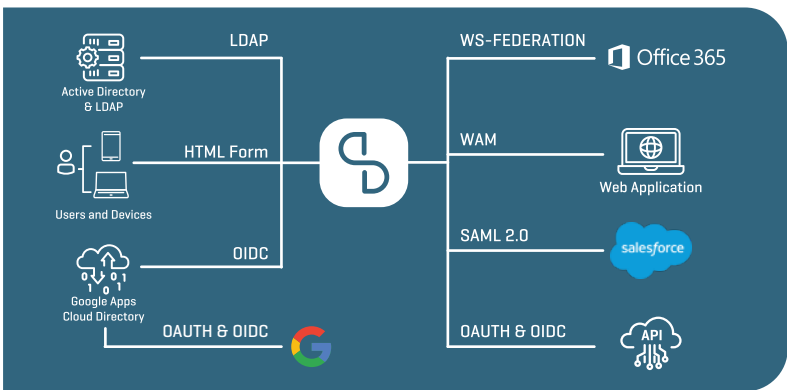 LDAP
Active Directory
& LDAP
HTML Form
Users and Devices
OIDC
0 1 0 1
1 0 1
Google Apps
Cloud Directory
OAUTH & OIDC
WS-FEDERATION
Office 365
WAM
Web Application
SAML 2.0
salesforce
OAUTH & OIDC
API